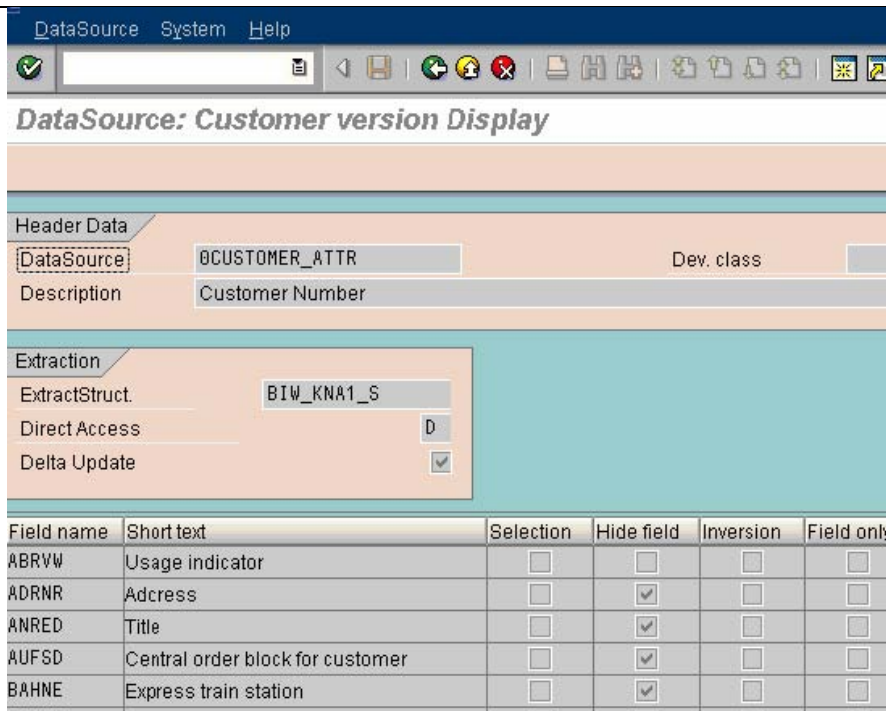 DataSource System Help
DataSource: Customer version Display
Header Data
DataSource 0CUSTOMER_ATTR Dev. class
Description Customer Number
Extraction
ExtractStruct. BIW_KNA1_S
Direct Access D
Delta Update
Field name Short text Selection Hide field Inversion Field only
ABRVW Usage indicator
ADRNR Adcress
ANRED Title
AUFSD Central order block for customer
BAHNE Express train station